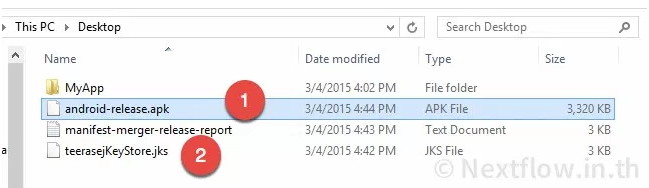 This PC Desktop Search Desktop
Name Date modified Type Size
MyApp 3/4/2015 4:02 PM File folder
1
android-release.apk 3/4/2015 4:44 PM APK File 3,320 KB
manifest-merger-release-report 3/4/2015 4:43 PM Text Document 3 KB
a teerasejKeyStore.jks 2 3/4/2015 4:42 PM JKS File 3 KB
© Nextflow.in.th